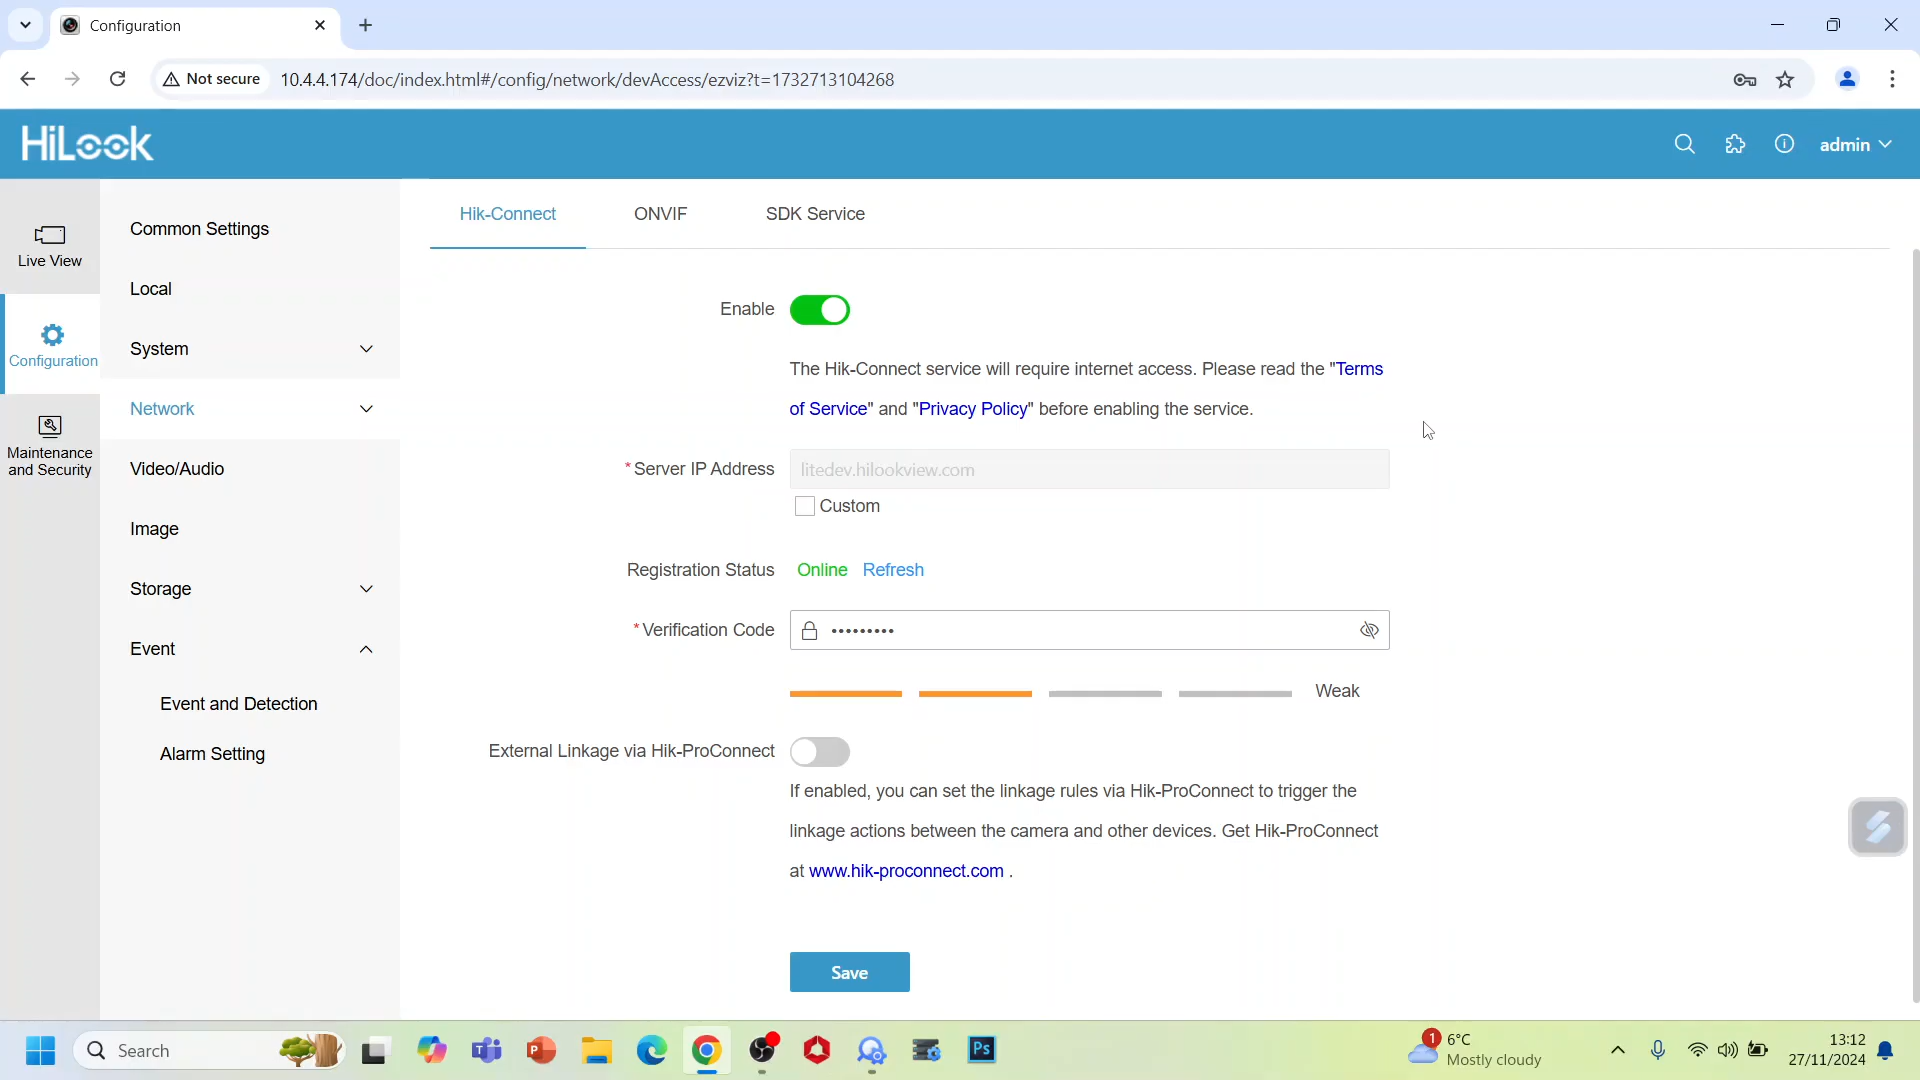 Configuration
Not secure
10.4.4.174/doc/index.html#/config/network/devAccess/ezviz?t=1732713104268
HiLook
admin
Live View
Configuration
Maintenance
and Security
Common Settings
Local
System
Network
Video/Audio
Image
Storage
Event
Event and Detection
Alarm Setting
Hik-Connect ONVIF SDK Service
Enable
The Hik-Connect service will require internet access. Please read the "Terms
of Service" and "Privacy Policy" before enabling the service.
*Server IP Address litedev.hilookview.com
Custom
Registration Status Online Refresh
*Verification Code •••••••••
Weak
External Linkage via Hik-ProConnect
If enabled, you can set the linkage rules via Hik-ProConnect to trigger the
linkage actions between the camera and other devices. Get Hik-ProConnect
at www.hik-proconnect.com .
Save
Search
Ps
1
6°C
Mostly cloudy
13:12
27/11/2024